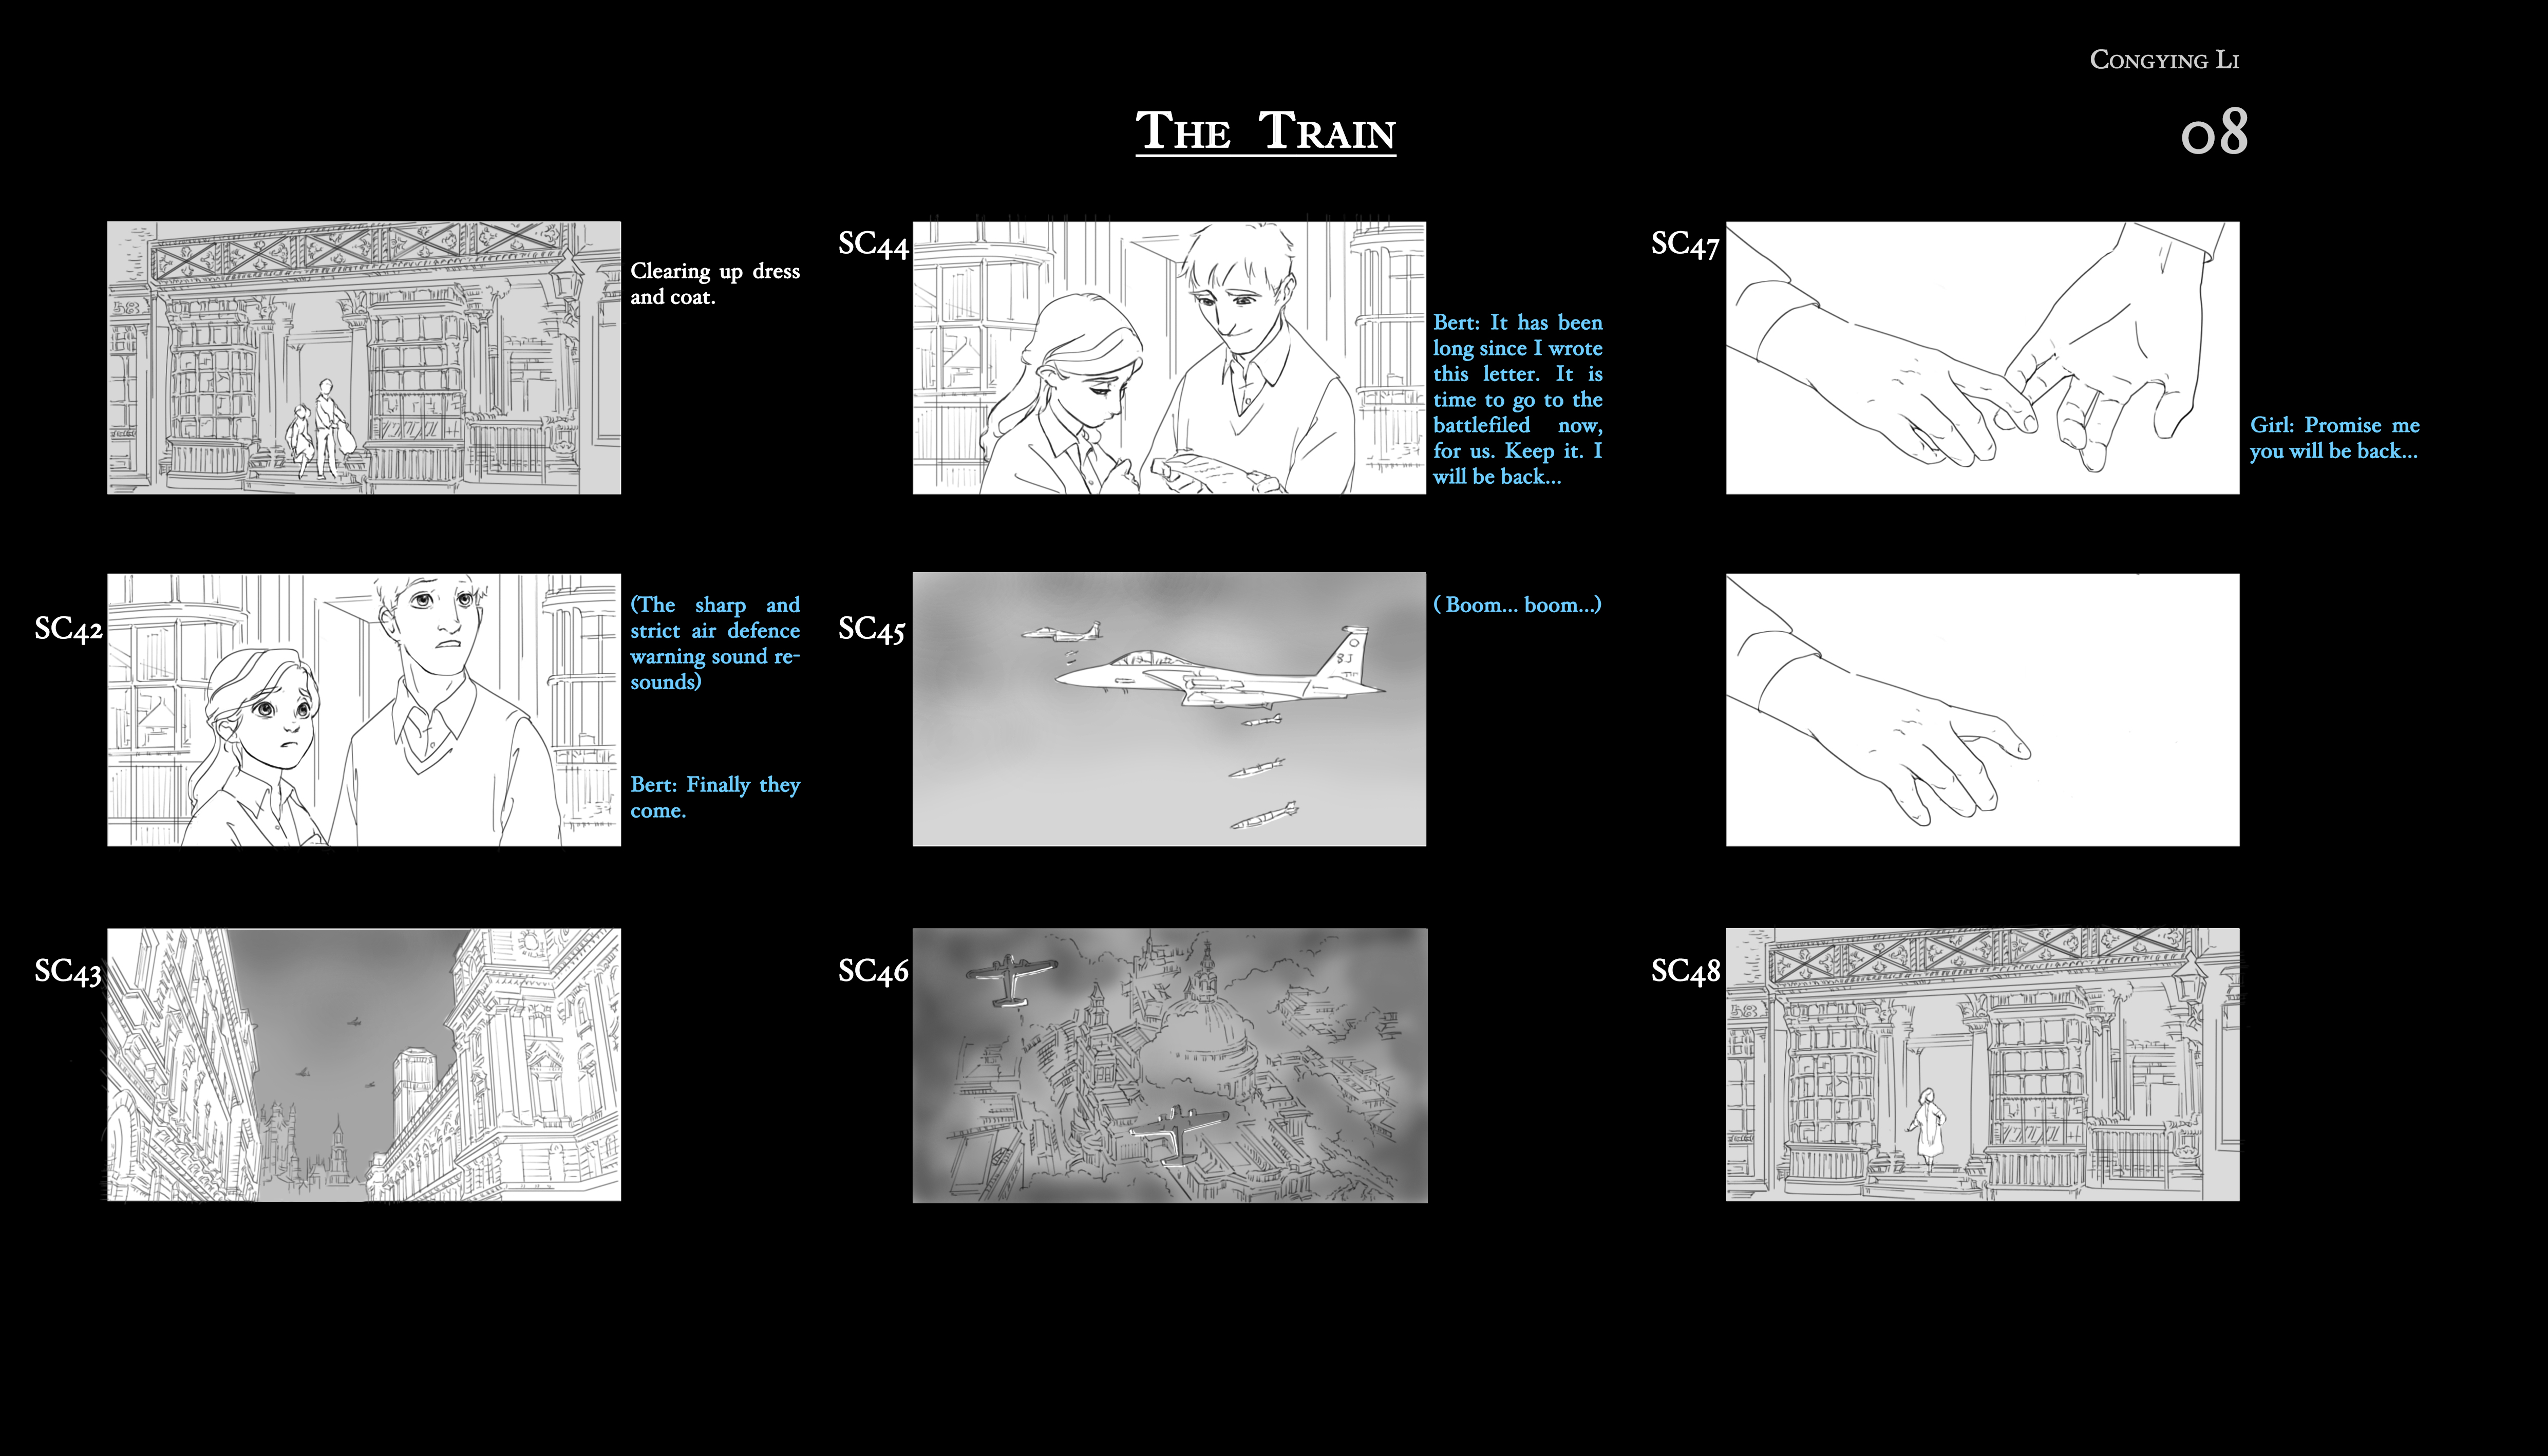 Congying Li
The Train
08
Clearing up dress
and coat.
SC42
(The sharp and
strict air defence
warning sound re-
sounds)
Bert: Finally they
come.
SC43
SC44
Bert: It has been
long since I wrote
this letter. It is
time to go to the
battlefiled now,
for us. Keep it. I
will be back...
SC45
( Boom... boom...)
SC46
SC47
Girl: Promise me
you will be back...
SC48